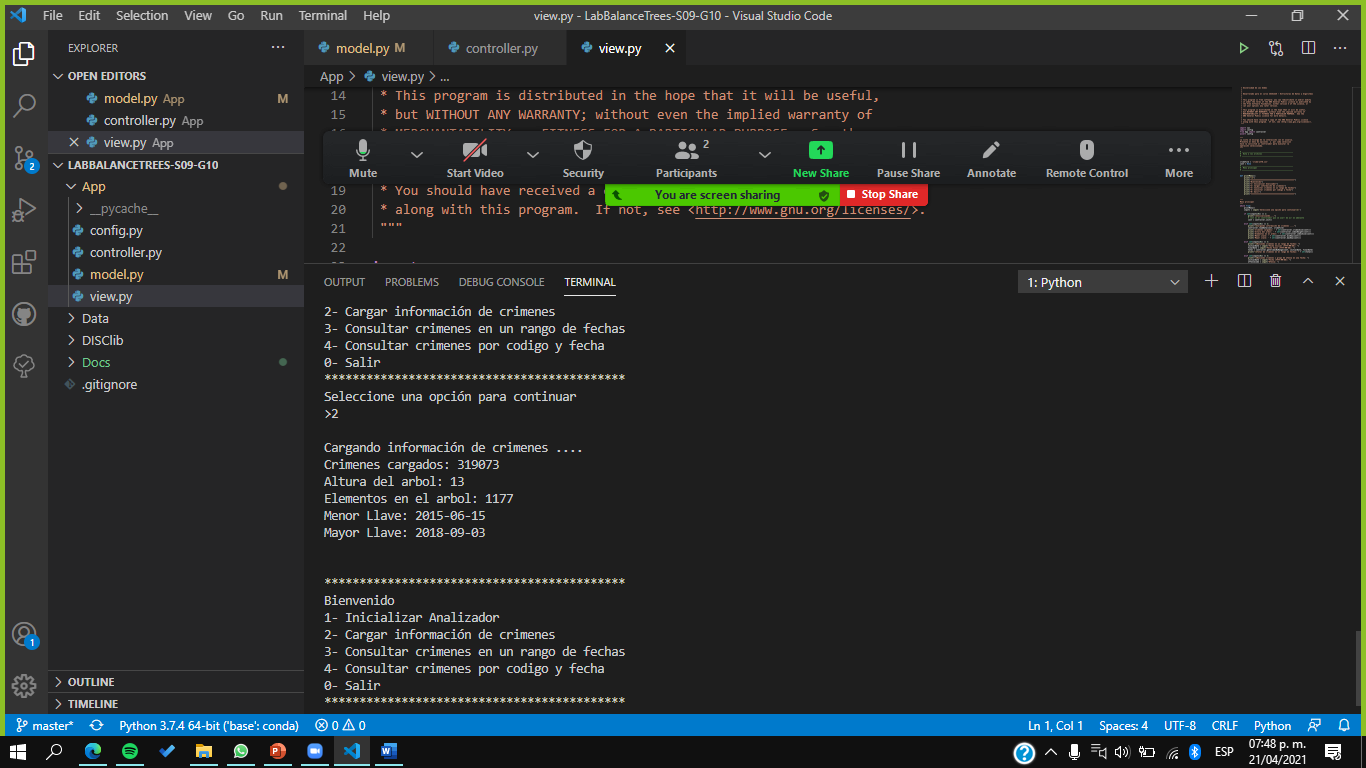 File Edit Selection View Go Run Terminal Help
view.py - LabBalanceTrees-S09-G10 - Visual Studio Code
EXPLORER
OPEN EDITORS
model.py App M
controller.py App
view.py App
LABBALANCETREES-S09-G10
App
__pycache__
config.py
controller.py
model.py M
view.py
Data
DISClib
Docs
.gitignore
OUTLINE
TIMELINE
2
1
model.py M
controller.py
view.py
App > view.py > ...
14 * This program is distributed in the hope that it will be useful,
15 * but WITHOUT ANY WARRANTY; without even the implied warranty of
Mute
Start Video
Security
Participants 2
New Share
Pause Share
Annotate
Remote Control
More
You are screen sharing
Stop Share
19 * You should have received a
20 * along with this program. If not, see <http://www.gnu.org/licenses/>.
21 """
22
OUTPUT PROBLEMS DEBUG CONSOLE TERMINAL
1: Python
2- Cargar información de crimenes
3- Consultar crimenes en un rango de fechas
4- Consultar crimenes por codigo y fecha
0- Salir
*******************************************
Seleccione una opción para continuar
>2
Cargando información de crimenes ....
Crimenes cargados: 319073
Altura del arbol: 13
Elementos en el arbol: 1177
Menor Llave: 2015-06-15
Mayor Llave: 2018-09-03
*******************************************
Bienvenido
1- Inicializar Analizador
2- Cargar información de crimenes
3- Consultar crimenes en un rango de fechas
4- Consultar crimenes por codigo y fecha
0- Salir
*******************************************
master* Python 3.7.4 64-bit ('base': conda) 0 0
Ln 1, Col 1 Spaces: 4 UTF-8 CRLF Python
ESP
07:48 p. m.
21/04/2021